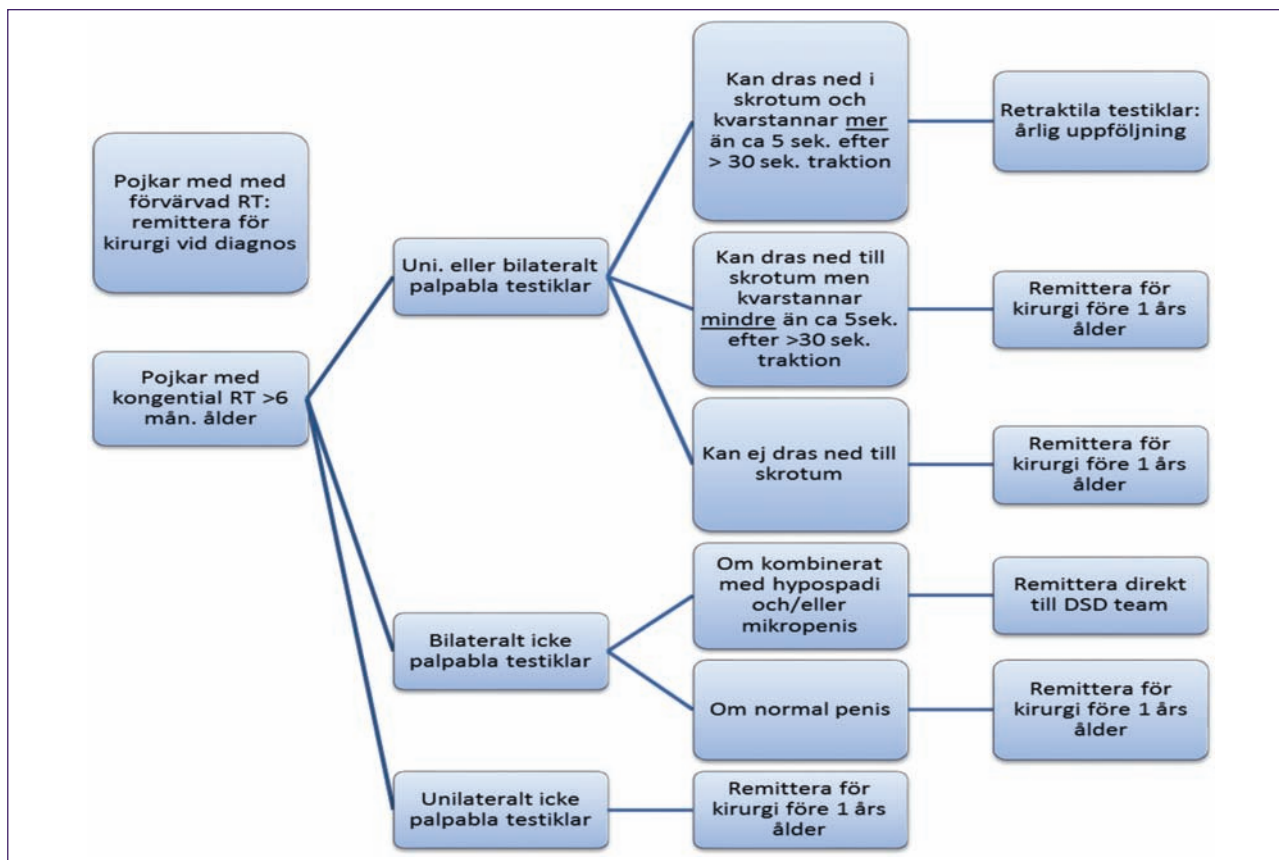 Pojkar med med
förvärvad RT:
remittera för
kirurgi vid diagnos
Pojkar med
kongential RT >6
mån. ålder
Uni. eller bilateralt
palpabla testiklar
Kan dras ned i
skrotum och
kvarstannar mer
än ca 5 sek. efter
> 30 sek. traktion
Retraktila testiklar:
årlig uppföljning
Kan dras ned till
skrotum men
kvarstannar
mindre än ca 5sek.
efter >30 sek.
traktion
Remittera för
kirurgi före 1 års
ålder
Kan ej dras ned till
skrotum
Remittera för
kirurgi före 1 års
ålder
Bilateralt icke
palpabla testiklar
Om kombinerat
med hypospadi
och/eller
mikropenis
Remittera direkt
till DSD team
Om normal penis
Remittera för
kirurgi före 1 års
ålder
Unilateralt icke
palpabla testiklar
Remittera för
kirurgi före 1 års
ålder